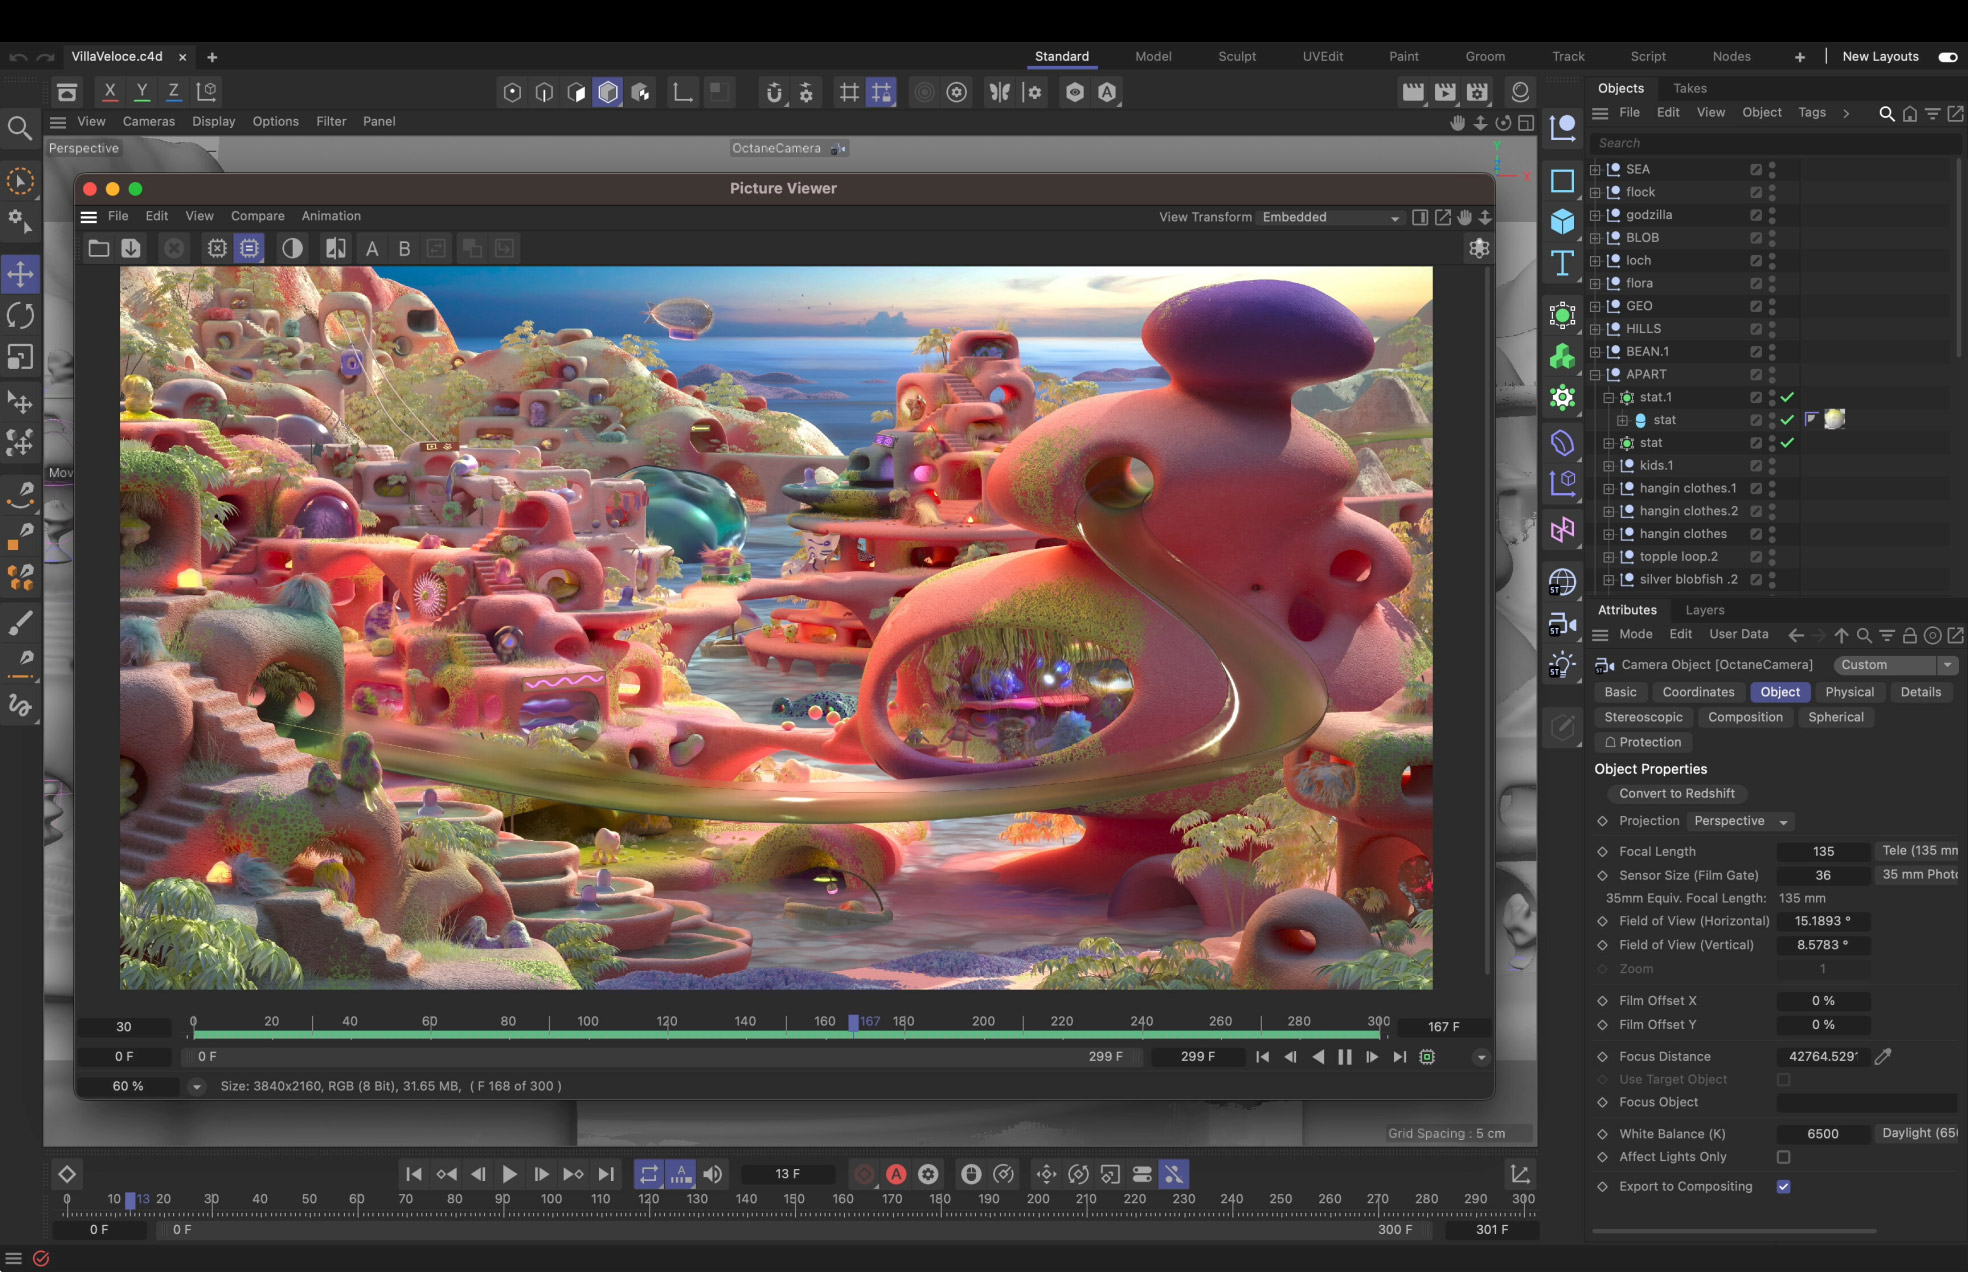 VillaVeloce.c4d × +
Standard Model Sculpt UVEdit Paint Groom Track Script Nodes + New Layouts
X Y Z
View Cameras Display Options Filter Panel
Perspective
OctaneCamera
Y
X
Mov
Picture Viewer
File Edit View Compare Animation
View Transform Embedded
A B
30
0 20 40 60 80 100 120 140 160 167 180 200 220 240 260 280 300
167 F
0 F
0 F 299 F
299 F
60 %
Size: 3840x2160, RGB (8 Bit), 31.65 MB, ( F 168 of 300 )
Grid Spacing : 5 cm
13 F
A
0 10 13 20 30 40 50 60 70 80 90 100 110 120 130 140 150 160 170 180 190 200 210 220 230 240 250 260 270 280 290 300
0 F
0 F 300 F
301 F
T
ST
ST
ST
Objects Takes
File Edit View Object Tags
Search
SEA
flock
godzilla
BLOB
loch
flora
GEO
HILLS
BEAN.1
APART
stat.1
stat
stat
kids.1
hangin clothes.1
hangin clothes.2
hangin clothes
topple loop.2
silver blobfish .2
Attributes Layers
Mode Edit User Data
Camera Object [OctaneCamera] Custom
Basic Coordinates Object Physical Details
Stereoscopic Composition Spherical
Protection
Object Properties
Convert to Redshift
Projection Perspective
Focal Length 135 Tele (135 mm
Sensor Size (Film Gate) 36 35 mm Photo
35mm Equiv. Focal Length: 135 mm
Field of View (Horizontal) 15.1893 °
Field of View (Vertical) 8.5783 °
Zoom 1
Film Offset X 0 %
Film Offset Y 0 %
Focus Distance 42764.529
Use Target Object
Focus Object
White Balance (K) 6500 Daylight (65
Affect Lights Only
Export to Compositing